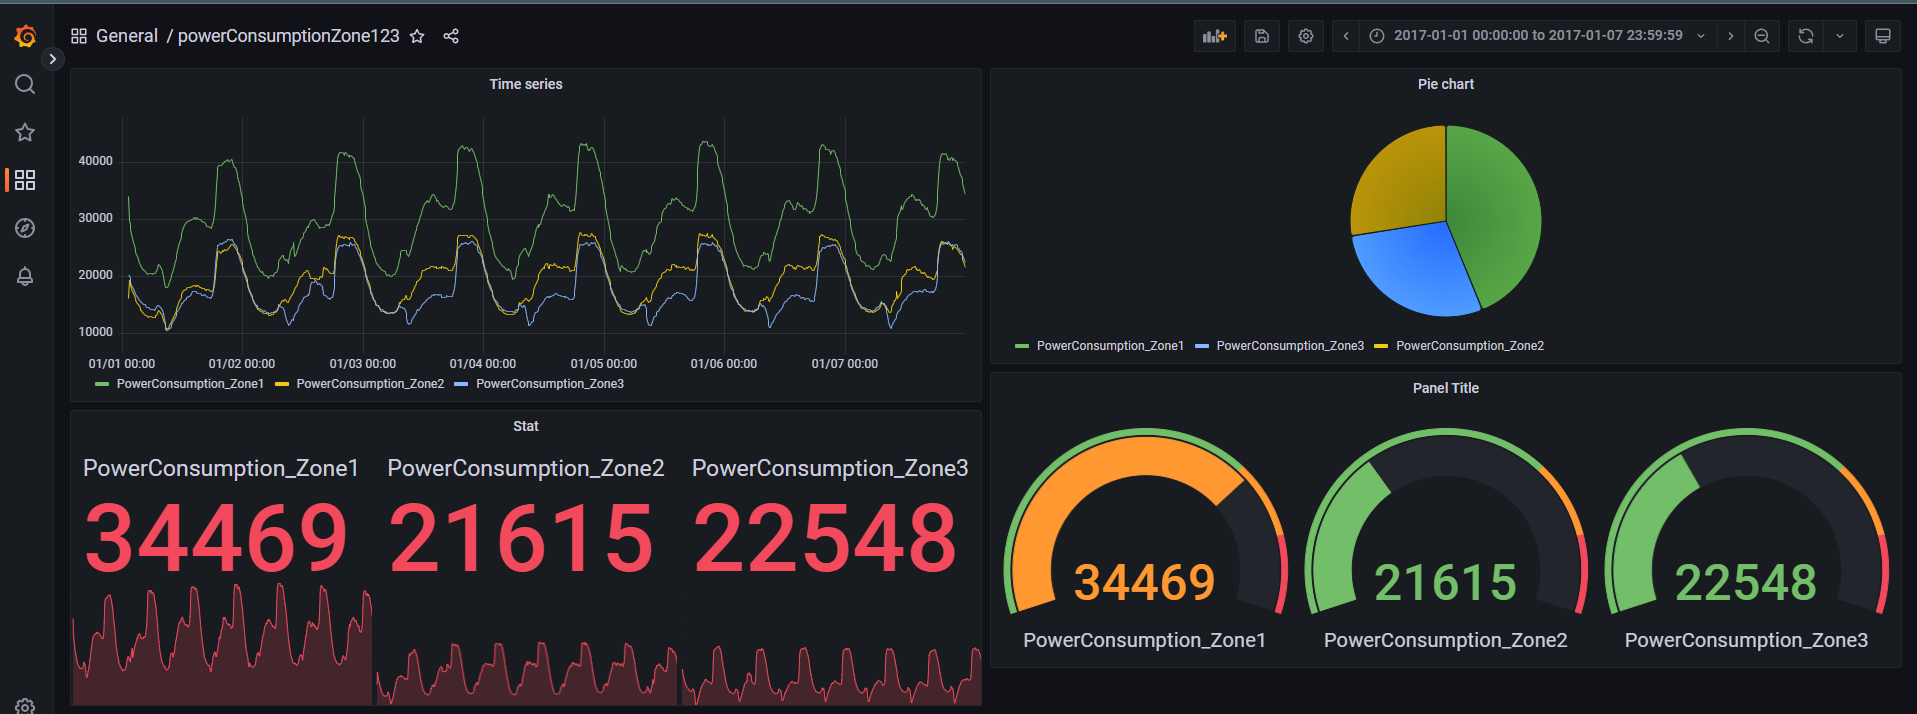 General / powerConsumptionZone123
2017-01-01 00:00:00 to 2017-01-07 23:59:59
Time series
40000
30000
20000
10000
01/01 00:00 01/02 00:00 01/03 00:00 01/04 00:00 01/05 00:00 01/06 00:00 01/07 00:00
PowerConsumption_Zone1 PowerConsumption_Zone2 PowerConsumption_Zone3
Pie chart
PowerConsumption_Zone1 PowerConsumption_Zone3 PowerConsumption_Zone2
Stat
PowerConsumption_Zone1 PowerConsumption_Zone2 PowerConsumption_Zone3
34469 21615 22548
Panel Title
34469 21615 22548
PowerConsumption_Zone1 PowerConsumption_Zone2 PowerConsumption_Zone3